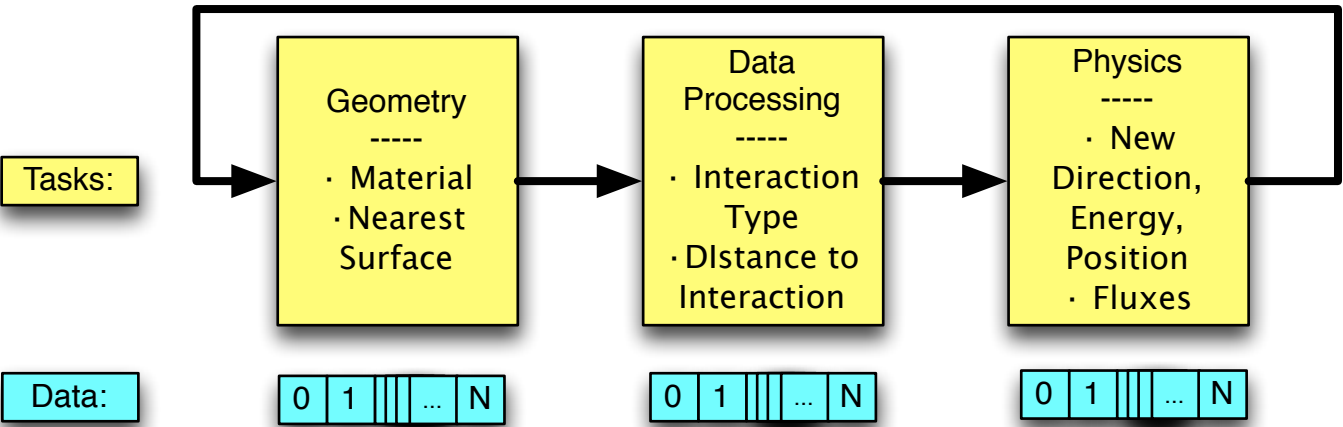 Tasks:
Geometry
-----
· Material
· Nearest
Surface
Data
Processing
-----
· Interaction
Type
· DIstance to
Interaction
Physics
-----
· New
Direction,
Energy,
Position
· Fluxes
Data:
0 1 ... N
0 1 ... N
0 1 ... N